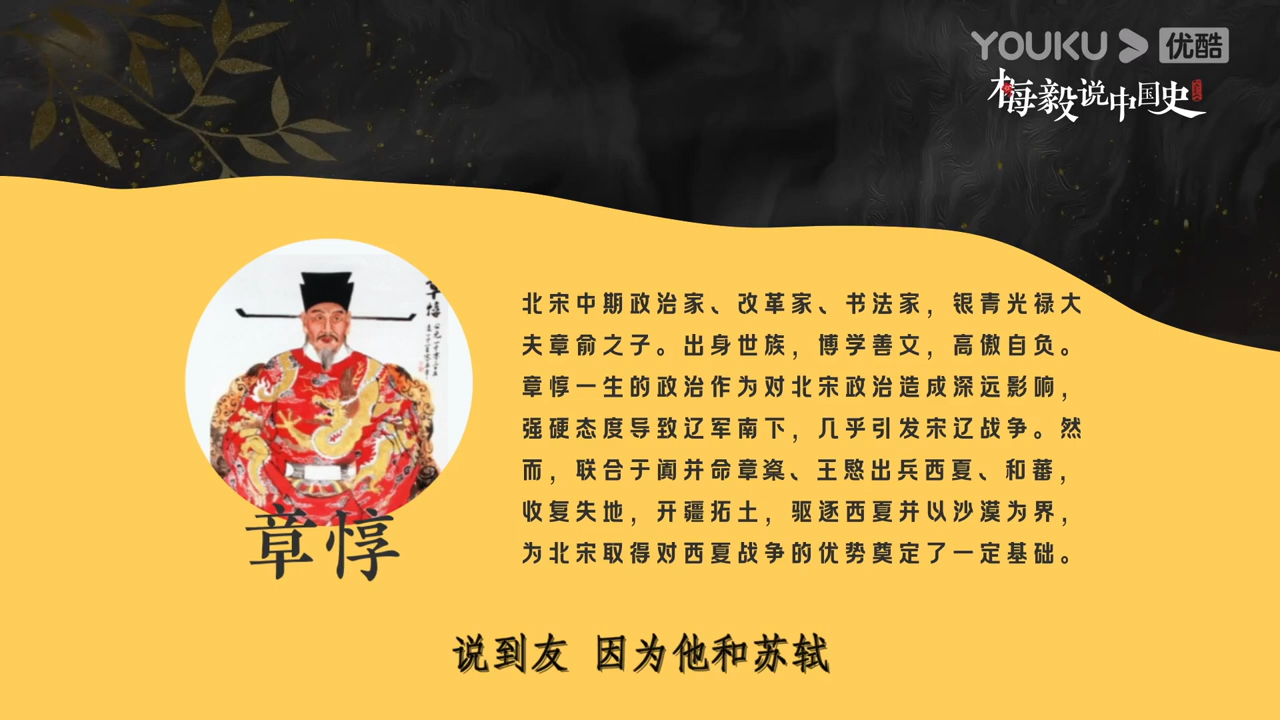 YOUKU 优酷
梅毅说中国史
北宋中期政治家、改革家、书法家，银青光禄大
夫章俞之子。出身世族，博学善文，高傲自负。
章惇一生的政治作为对北宋政治造成深远影响，
强硬态度导致辽军南下，几乎引发宋辽战争。然
而，联合于阗并命章楶、王愍出兵西夏、和蕃，
收复失地，开疆拓土，驱逐西夏并以沙漠为界，
为北宋取得对西夏战争的优势奠定了一定基础。
章惇
说到友 因为他和苏轼